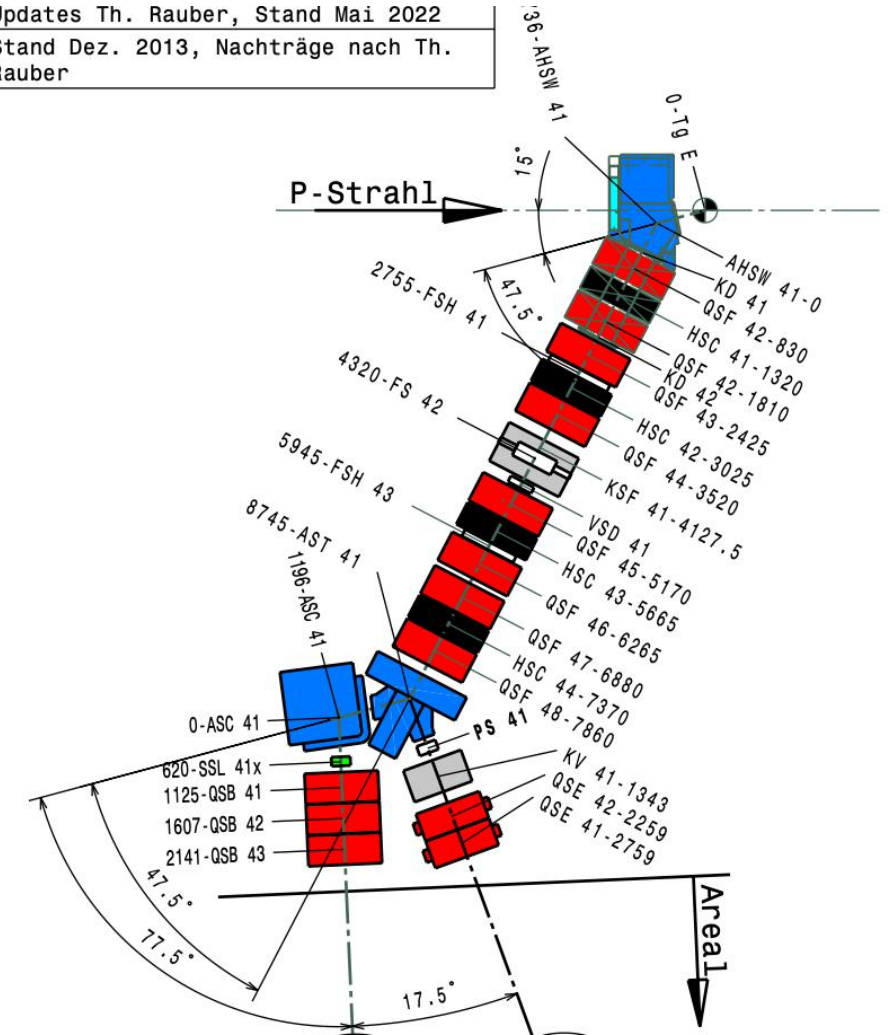 Updates Th. Rauber, Stand Mai 2022
Stand Dez. 2013, Nachträge nach Th.
Rauber
736-AHSW 41
0-Tg E
15°
P-Strahl
AHSW 41-0
KD 41
QSF 42-830
HSC 41-1320
QSF 42-1810
KD 42
QSF 43-2425
HSC 42-3025
QSF 44-3520
KSF 41-4127.5
VSD 41
QSF 45-5170
HSC 43-5665
QSF 46-6265
QSF 47-6880
HSC 44-7370
QSF 48-7860
47.5°
2755-FSH 41
4320-FS 42
5945-FSH 43
8745-AST 41
1196-ASC 41
0-ASC 41
PS 41
620-SSL 41x
1125-QSB 41
1607-QSB 42
2141-QSB 43
KV 41-1343
QSE 42-2259
QSE 41-2759
47.5°
77.5°
17.5°
Areal